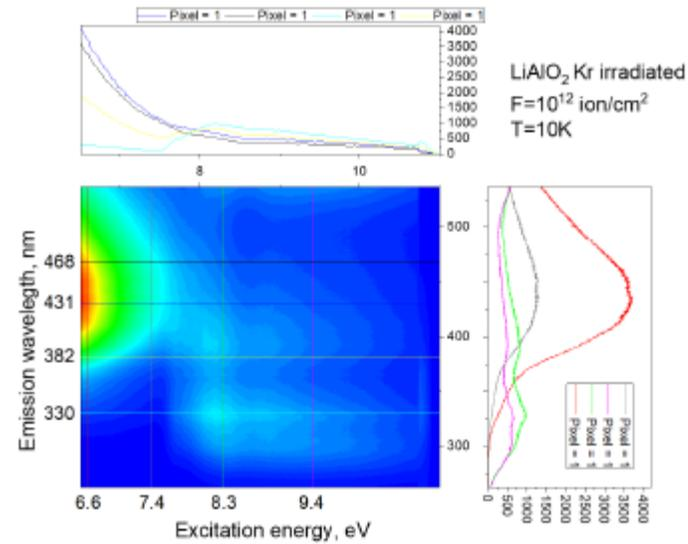 Pixel = 1 Pixel = 1 Pixel = 1 Pixel = 1
4000
3500
3000
2500
2000
1500
1000
500
0
8 10
LiAlO2 Kr irradiated
F=10^12 ion/cm^2
T=10K
Emission wavelegth, nm
468
431
382
330
6.6 7.4 8.3 9.4
Excitation energy, eV
500
400
300
Pixel = 1
Pixel = 1
Pixel = 1
Pixel = 1
0 500 1000 1500 2000 2500 3000 3500 4000